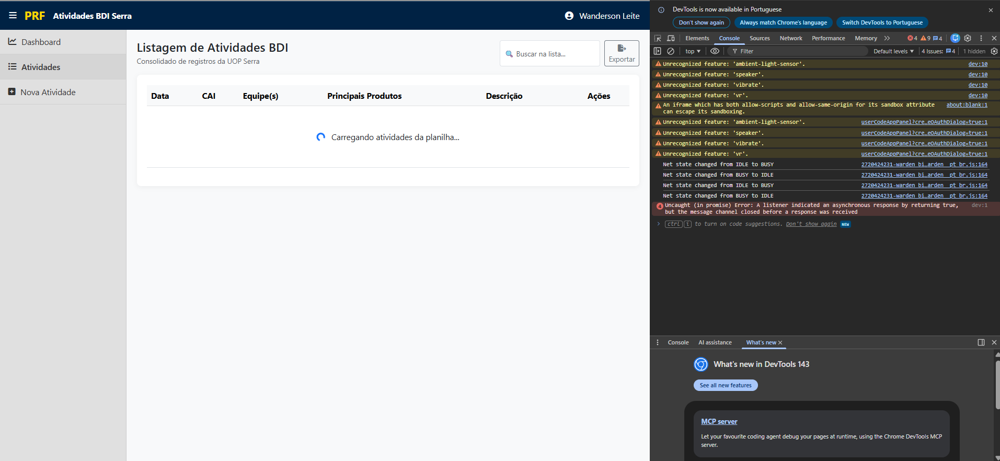 PRF Atividades BDI Serra
Wanderson Leite
Dashboard
Atividades
Nova Atividade
Listagem de Atividades BDI
Consolidado de registros da UOP Serra
Buscar na lista...
Exportar
Data CAI Equipe(s) Principais Produtos Descrição Ações
Carregando atividades da planilha...
DevTools is now available in Portuguese
Don't show again Always match Chrome's language Switch DevTools to Portuguese
Elements Console Sources Network Performance Memory 4 9 4
top Filter Default levels 4 Issues: 4 1 hidden
Unrecognized feature: 'ambient-light-sensor'. dev:10
Unrecognized feature: 'speaker'. dev:10
Unrecognized feature: 'vibrate'. dev:10
Unrecognized feature: 'vr'. dev:10
An iframe which has both allow-scripts and allow-same-origin for its sandbox attribute about:blank:1
can escape its sandboxing.
Unrecognized feature: 'ambient-light-sensor'. userCodeAppPanel?cre…eOAuthDialog=true:1
Unrecognized feature: 'speaker'. userCodeAppPanel?cre…eOAuthDialog=true:1
Unrecognized feature: 'vibrate'. userCodeAppPanel?cre…eOAuthDialog=true:1
Unrecognized feature: 'vr'. userCodeAppPanel?cre…eOAuthDialog=true:1
Net state changed from IDLE to BUSY 2720424231-warden_bi…arden__pt_br.js:164
Net state changed from BUSY to IDLE 2720424231-warden_bi…arden__pt_br.js:164
Net state changed from IDLE to BUSY 2720424231-warden_bi…arden__pt_br.js:164
Net state changed from BUSY to IDLE 2720424231-warden_bi…arden__pt_br.js:164
4 Uncaught (in promise) Error: A listener indicated an asynchronous response by returning true, dev:1
but the message channel closed before a response was received
ctrl i to turn on code suggestions. Don't show again NEW
Console AI assistance What's new
What's new in DevTools 143
See all new features
MCP server
Let your favourite coding agent debug your pages at runtime, using the Chrome DevTools MCP
server.